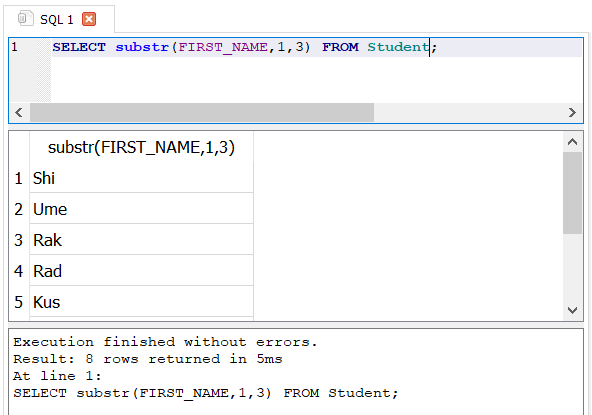 SQL 1
1 SELECT substr(FIRST_NAME,1,3) FROM Student;
substr(FIRST_NAME,1,3)
1 Shi
2 Ume
3 Rak
4 Rad
5 Kus
Execution finished without errors.
Result: 8 rows returned in 5ms
At line 1:
SELECT substr(FIRST_NAME,1,3) FROM Student;